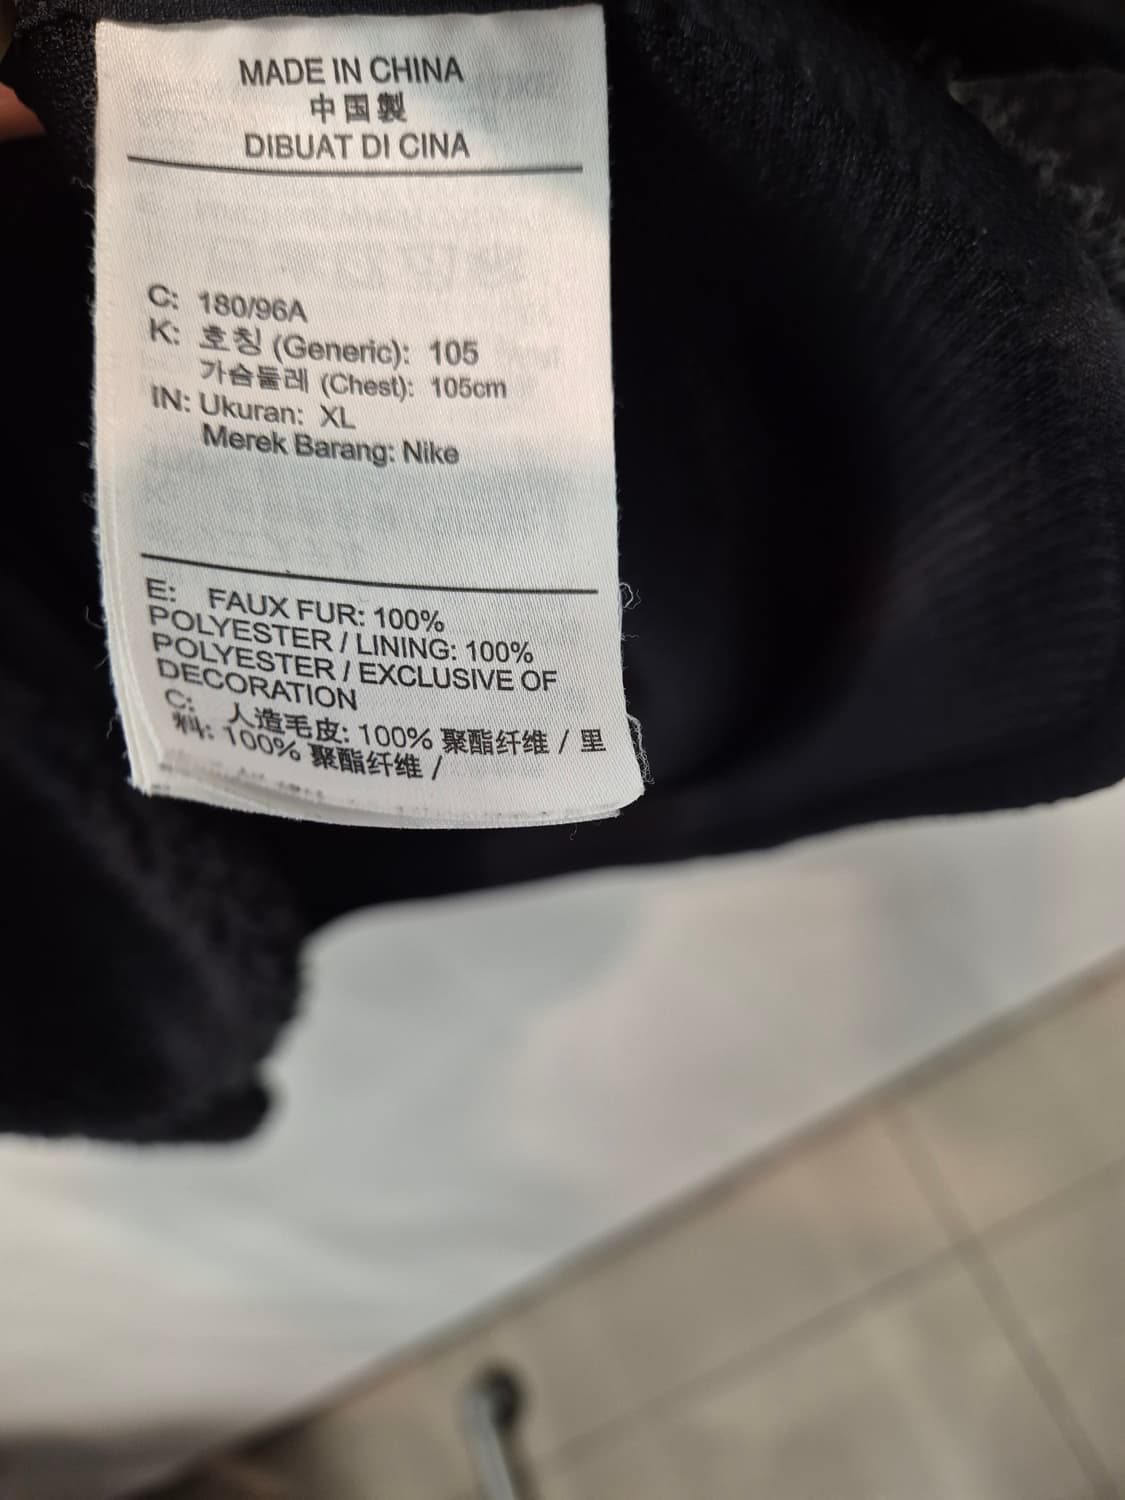 MADE IN CHINA
中国製
DIBUAT DI CINA
C: 180/96A
K: 호칭 (Generic): 105
가슴둘레 (Chest): 105cm
IN: Ukuran: XL
Merek Barang: Nike
E: FAUX FUR: 100%
POLYESTER / LINING: 100%
POLYESTER / EXCLUSIVE OF
DECORATION
C: 人造毛皮: 100% 聚酯纤维 / 里
料: 100% 聚酯纤维 /